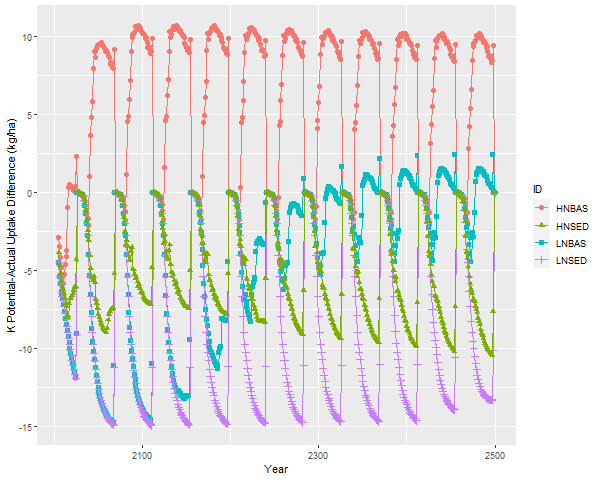 K Potential-Actual Uptake Difference (kg/ha)
10
5
0
-5
-10
-15
2100
2300
2500
Year
ID
HNBAS
HNSED
LNBAS
LNSED